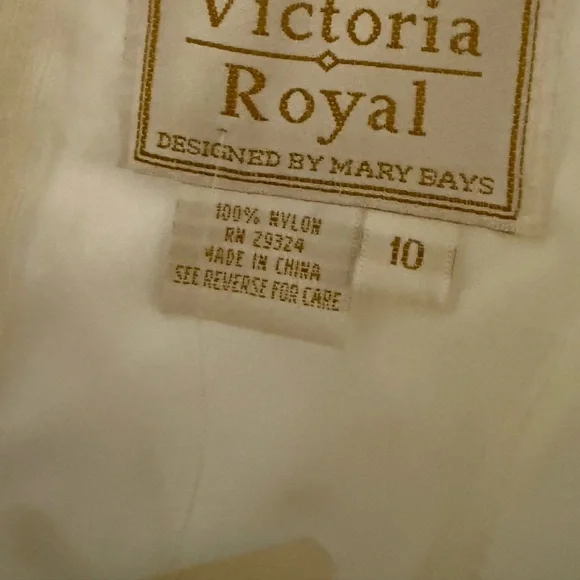 Victoria
Royal
DESIGNED BY MARY BAYS
100% NYLON
RN 29324
MADE IN CHINA
SEE REVERSE FOR CARE
10